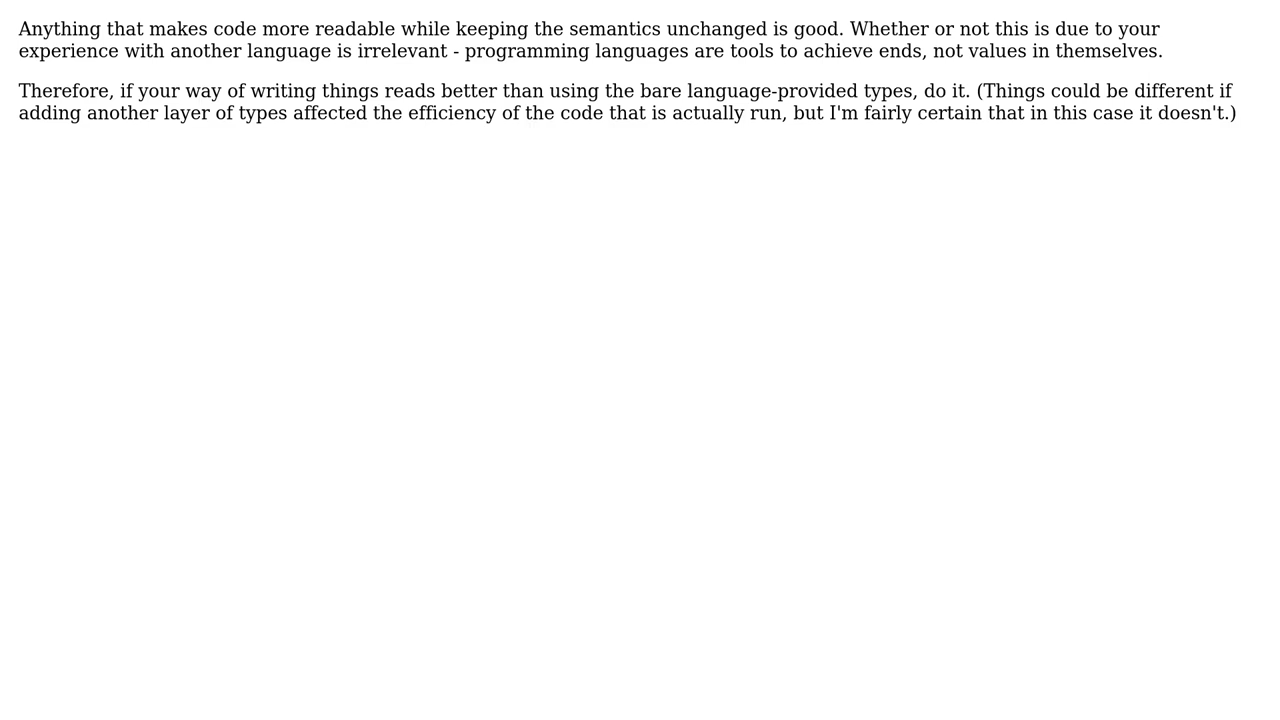 Anything that makes code more readable while keeping the semantics unchanged is good. Whether or not this is due to your
experience with another language is irrelevant - programming languages are tools to achieve ends, not values in themselves.
Therefore, if your way of writing things reads better than using the bare language-provided types, do it. (Things could be different if
adding another layer of types affected the efficiency of the code that is actually run, but I'm fairly certain that in this case it doesn't.)